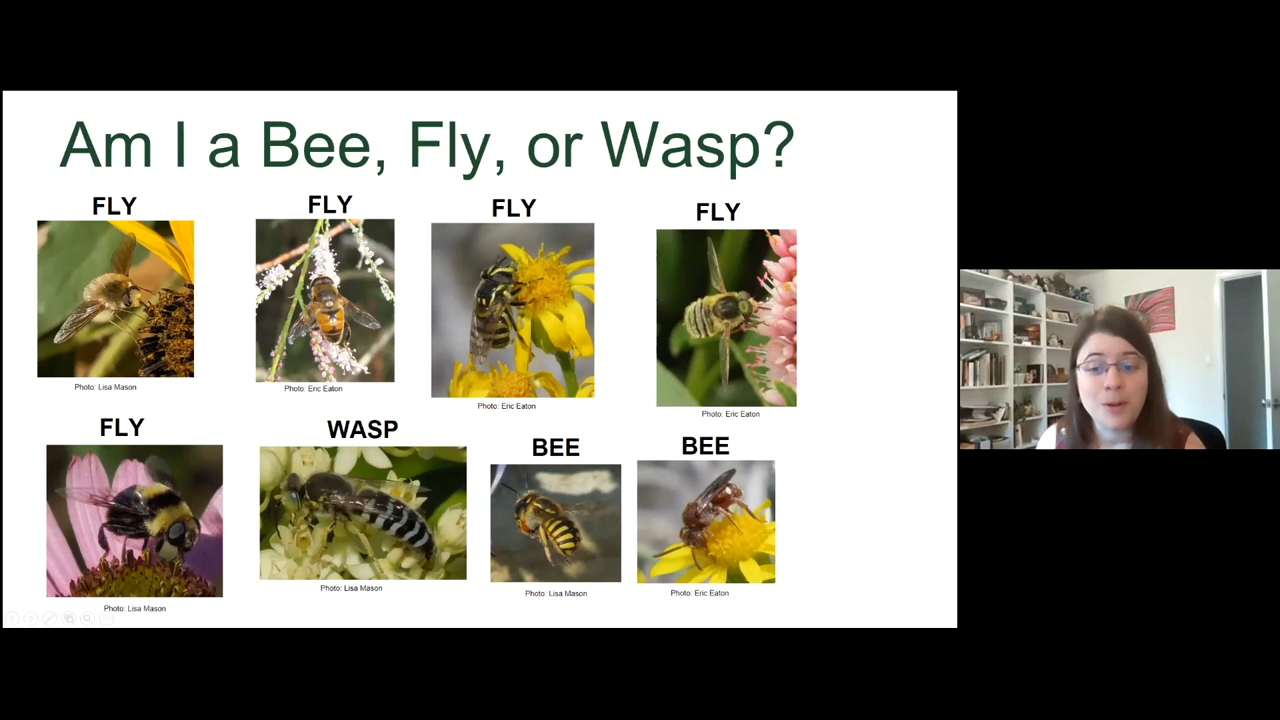 Am I a Bee, Fly, or Wasp?
FLY
FLY
FLY
FLY
Photo: Lisa Mason
Photo: Eric Eaton
Photo: Eric Eaton
Photo: Eric Eaton
FLY
WASP
BEE
BEE
Photo: Lisa Mason
Photo: Lisa Mason
Photo: Lisa Mason
Photo: Eric Eaton